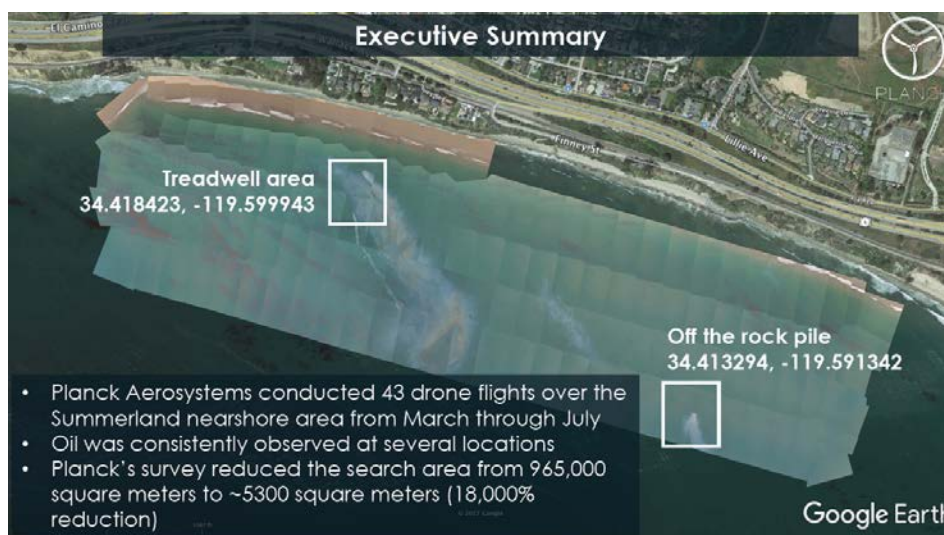 El Camino
Executive Summary
PLANC
Lillie-Ave
Finney-St
Treadwell area
34.418423, -119.599943
Off the rock pile
34.413294, -119.591342
• Planck Aerosystems conducted 43 drone flights over the
Summerland nearshore area from March through July
• Oil was consistently observed at several locations
• Planck's survey reduced the search area from 965,000
square meters to ~5300 square meters (18,000%
reduction)
© 2017 Google
Google Earth